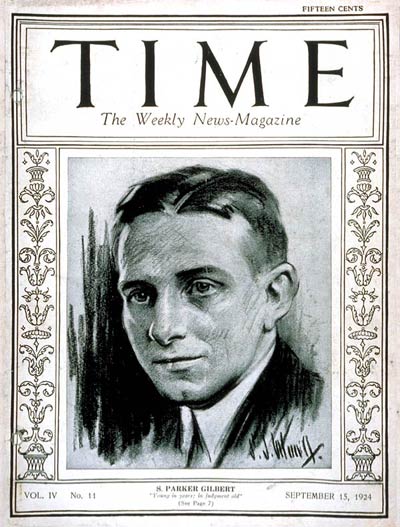 FIFTEEN CENTS
TIME
The Weekly News-Magazine
S. PARKER GILBERT
"Young in years; in judgment old"
(See Page 7)
VOL. IV No. 11 SEPTEMBER 15, 1924